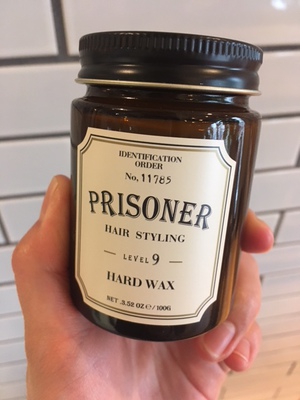 IDENTIFICATION
ORDER
No. 11785
PRISONER
HAIR STYLING
LEVEL 9
HARD WAX
NET .3.52 OZ ℮/100G